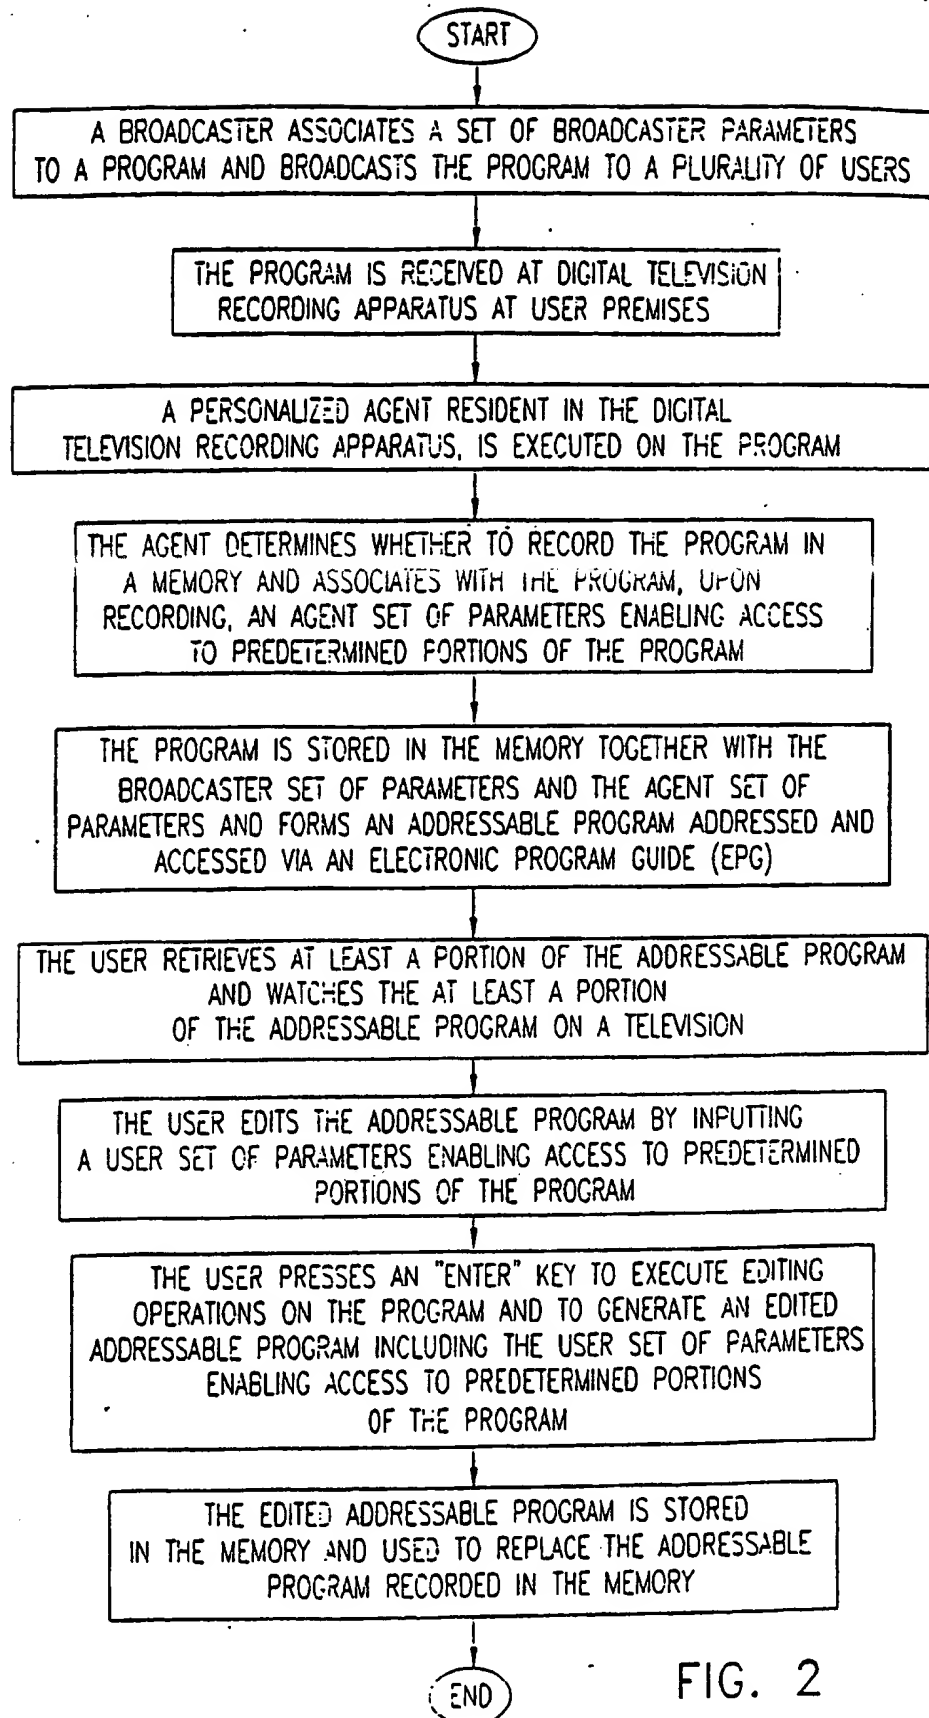 START
A BROADCASTER ASSOCIATES A SET OF BROADCASTER PARAMETERS
TO A PROGRAM AND BROADCASTS THE PROGRAM TO A PLURALITY OF USERS
THE PROGRAM IS RECEIVED AT DIGITAL TELEVISION
RECORDING APPARATUS AT USER PREMISES
A PERSONALIZED AGENT RESIDENT IN THE DIGITAL
TELEVISION RECORDING APPARATUS, IS EXECUTED ON THE PROGRAM
THE AGENT DETERMINES WHETHER TO RECORD THE PROGRAM IN
A MEMORY AND ASSOCIATES WITH THE PROGRAM, UPON
RECORDING, AN AGENT SET OF PARAMETERS ENABLING ACCESS
TO PREDETERMINED PORTIONS OF THE PROGRAM
THE PROGRAM IS STORED IN THE MEMORY TOGETHER WITH THE
BROADCASTER SET OF PARAMETERS AND THE AGENT SET OF
PARAMETERS AND FORMS AN ADDRESSABLE PROGRAM ADDRESSED AND
ACCESSED VIA AN ELECTRONIC PROGRAM GUIDE (EPG)
THE USER RETRIEVES AT LEAST A PORTION OF THE ADDRESSABLE PROGRAM
AND WATCHES THE AT LEAST A PORTION
OF THE ADDRESSABLE PROGRAM ON A TELEVISION
THE USER EDITS THE ADDRESSABLE PROGRAM BY INPUTTING
A USER SET OF PARAMETERS ENABLING ACCESS TO PREDETERMINED
PORTIONS OF THE PROGRAM
THE USER PRESSES AN "ENTER" KEY TO EXECUTE EDITING
OPERATIONS ON THE PROGRAM AND TO GENERATE AN EDITED
ADDRESSABLE PROGRAM INCLUDING THE USER SET OF PARAMETERS
ENABLING ACCESS TO PREDETERMINED PORTIONS
OF THE PROGRAM
THE EDITED ADDRESSABLE PROGRAM IS STORED
IN THE MEMORY AND USED TO REPLACE THE ADDRESSABLE
PROGRAM RECORDED IN THE MEMORY
END
FIG. 2